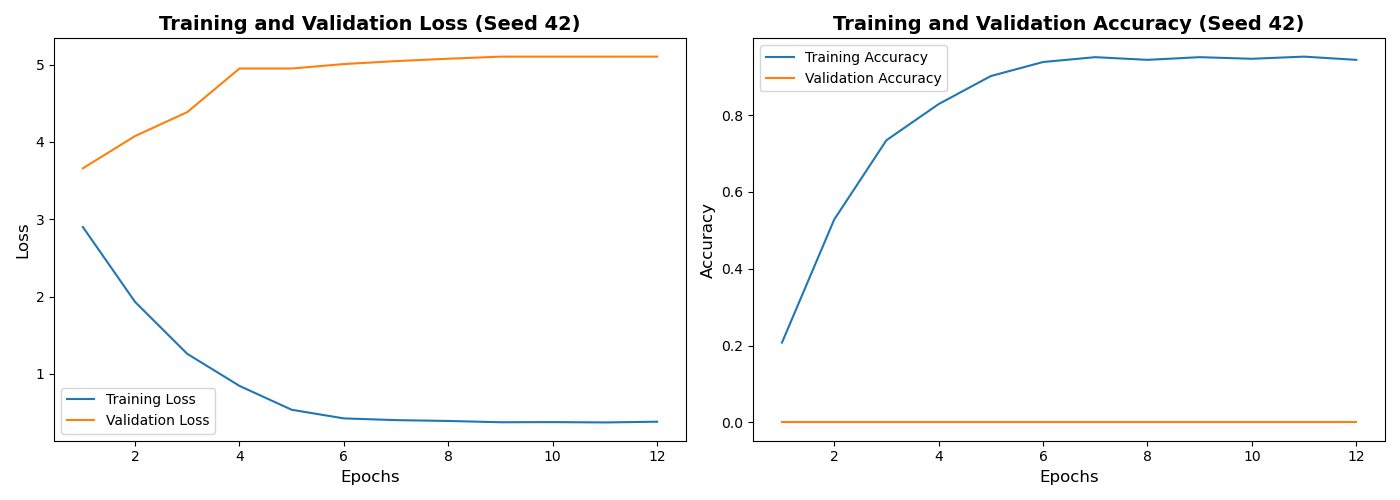 Training and Validation Loss (Seed 42)
Loss
5
4
3
2
1
Training Loss
Validation Loss
2
4
6
8
10
12
Epochs
Training and Validation Accuracy (Seed 42)
Accuracy
Training Accuracy
Validation Accuracy
0.8
0.6
0.4
0.2
0.0
2
4
6
8
10
12
Epochs